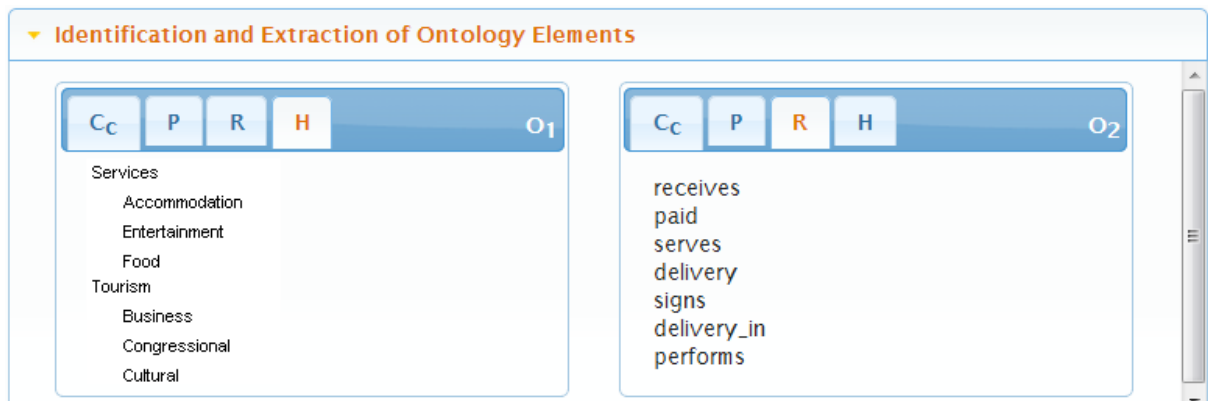 Identification and Extraction of Ontology Elements
CC P R H O1
Services
Accommodation
Entertainment
Food
Tourism
Business
Congressional
Cultural
CC P R H O2
receives
paid
serves
delivery
signs
delivery_in
performs